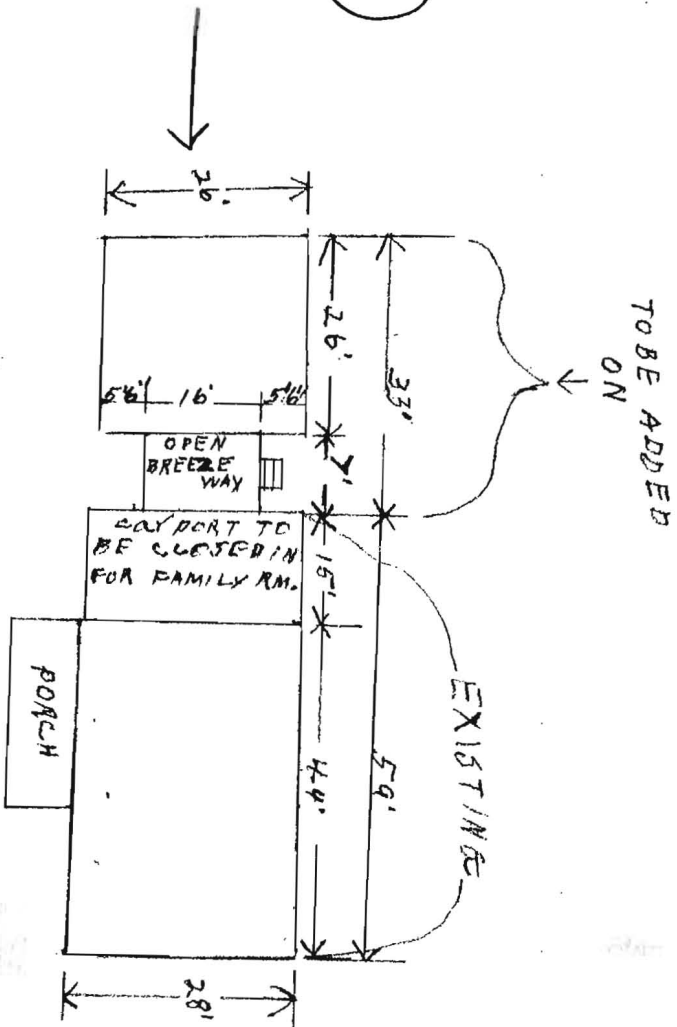 TO BE ADDED
ON
33'
59'
26'
7'
15'
44'
EXISTING
26'
5'6"
16'
5'6"
OPEN
BREEZE
WAY
CARPORT TO
BE CLOSED IN
FOR FAMILY RM.
PORCH
28'